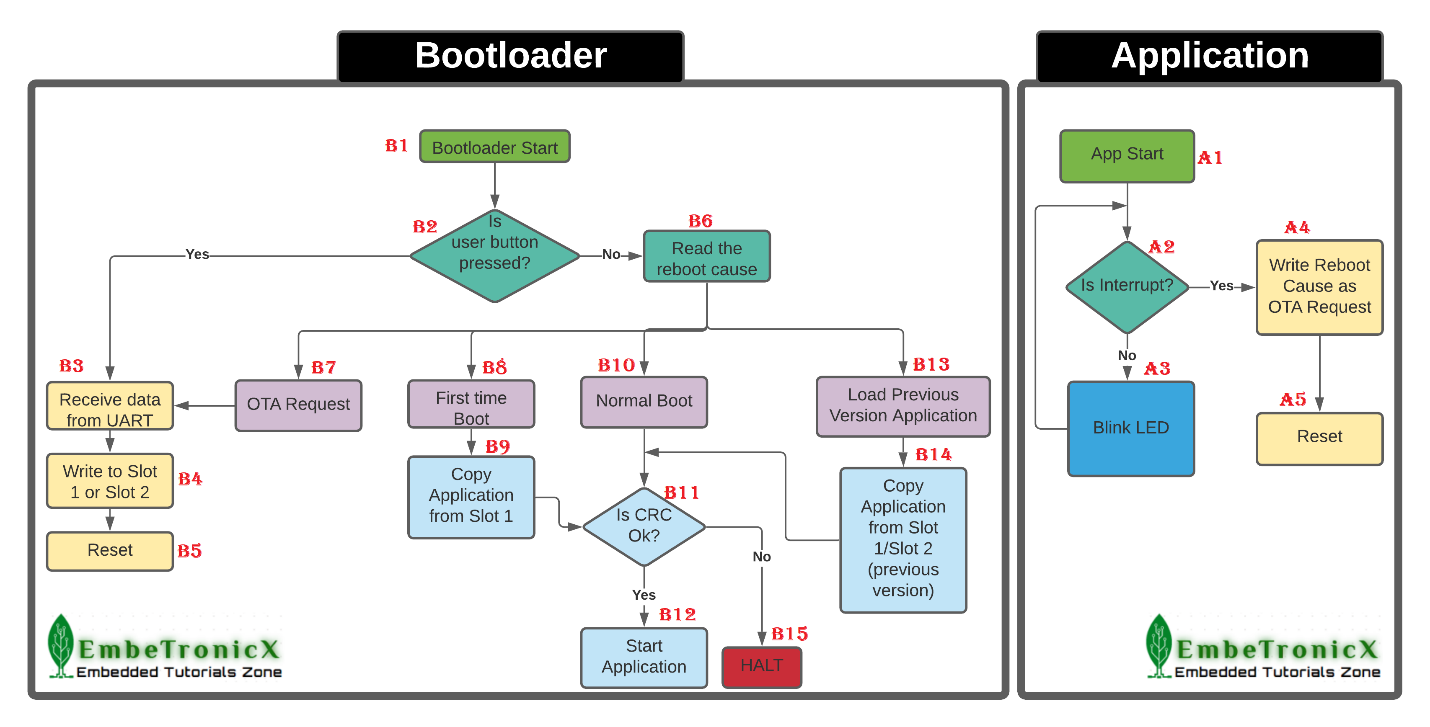 Bootloader
B1
Bootloader Start
B2
Is
user button
pressed?
Yes
No
B6
Read the
reboot cause
B3
Receive data
from UART
B7
OTA Request
B8
First time
Boot
B10
Normal Boot
B13
Load Previous
Version Application
B4
Write to Slot
1 or Slot 2
B9
Copy
Application
from Slot 1
B11
Is CRC
Ok?
B14
Copy
Application
from Slot
1/Slot 2
(previous
version)
B5
Reset
Yes
No
B12
Start
Application
B15
HALT
EmbeTronicX
Embedded Tutorials Zone
Application
App Start
A1
A2
Is Interrupt?
Yes
A4
Write Reboot
Cause as
OTA Request
No
A3
Blink LED
A5
Reset
EmbeTronicX
Embedded Tutorials Zone